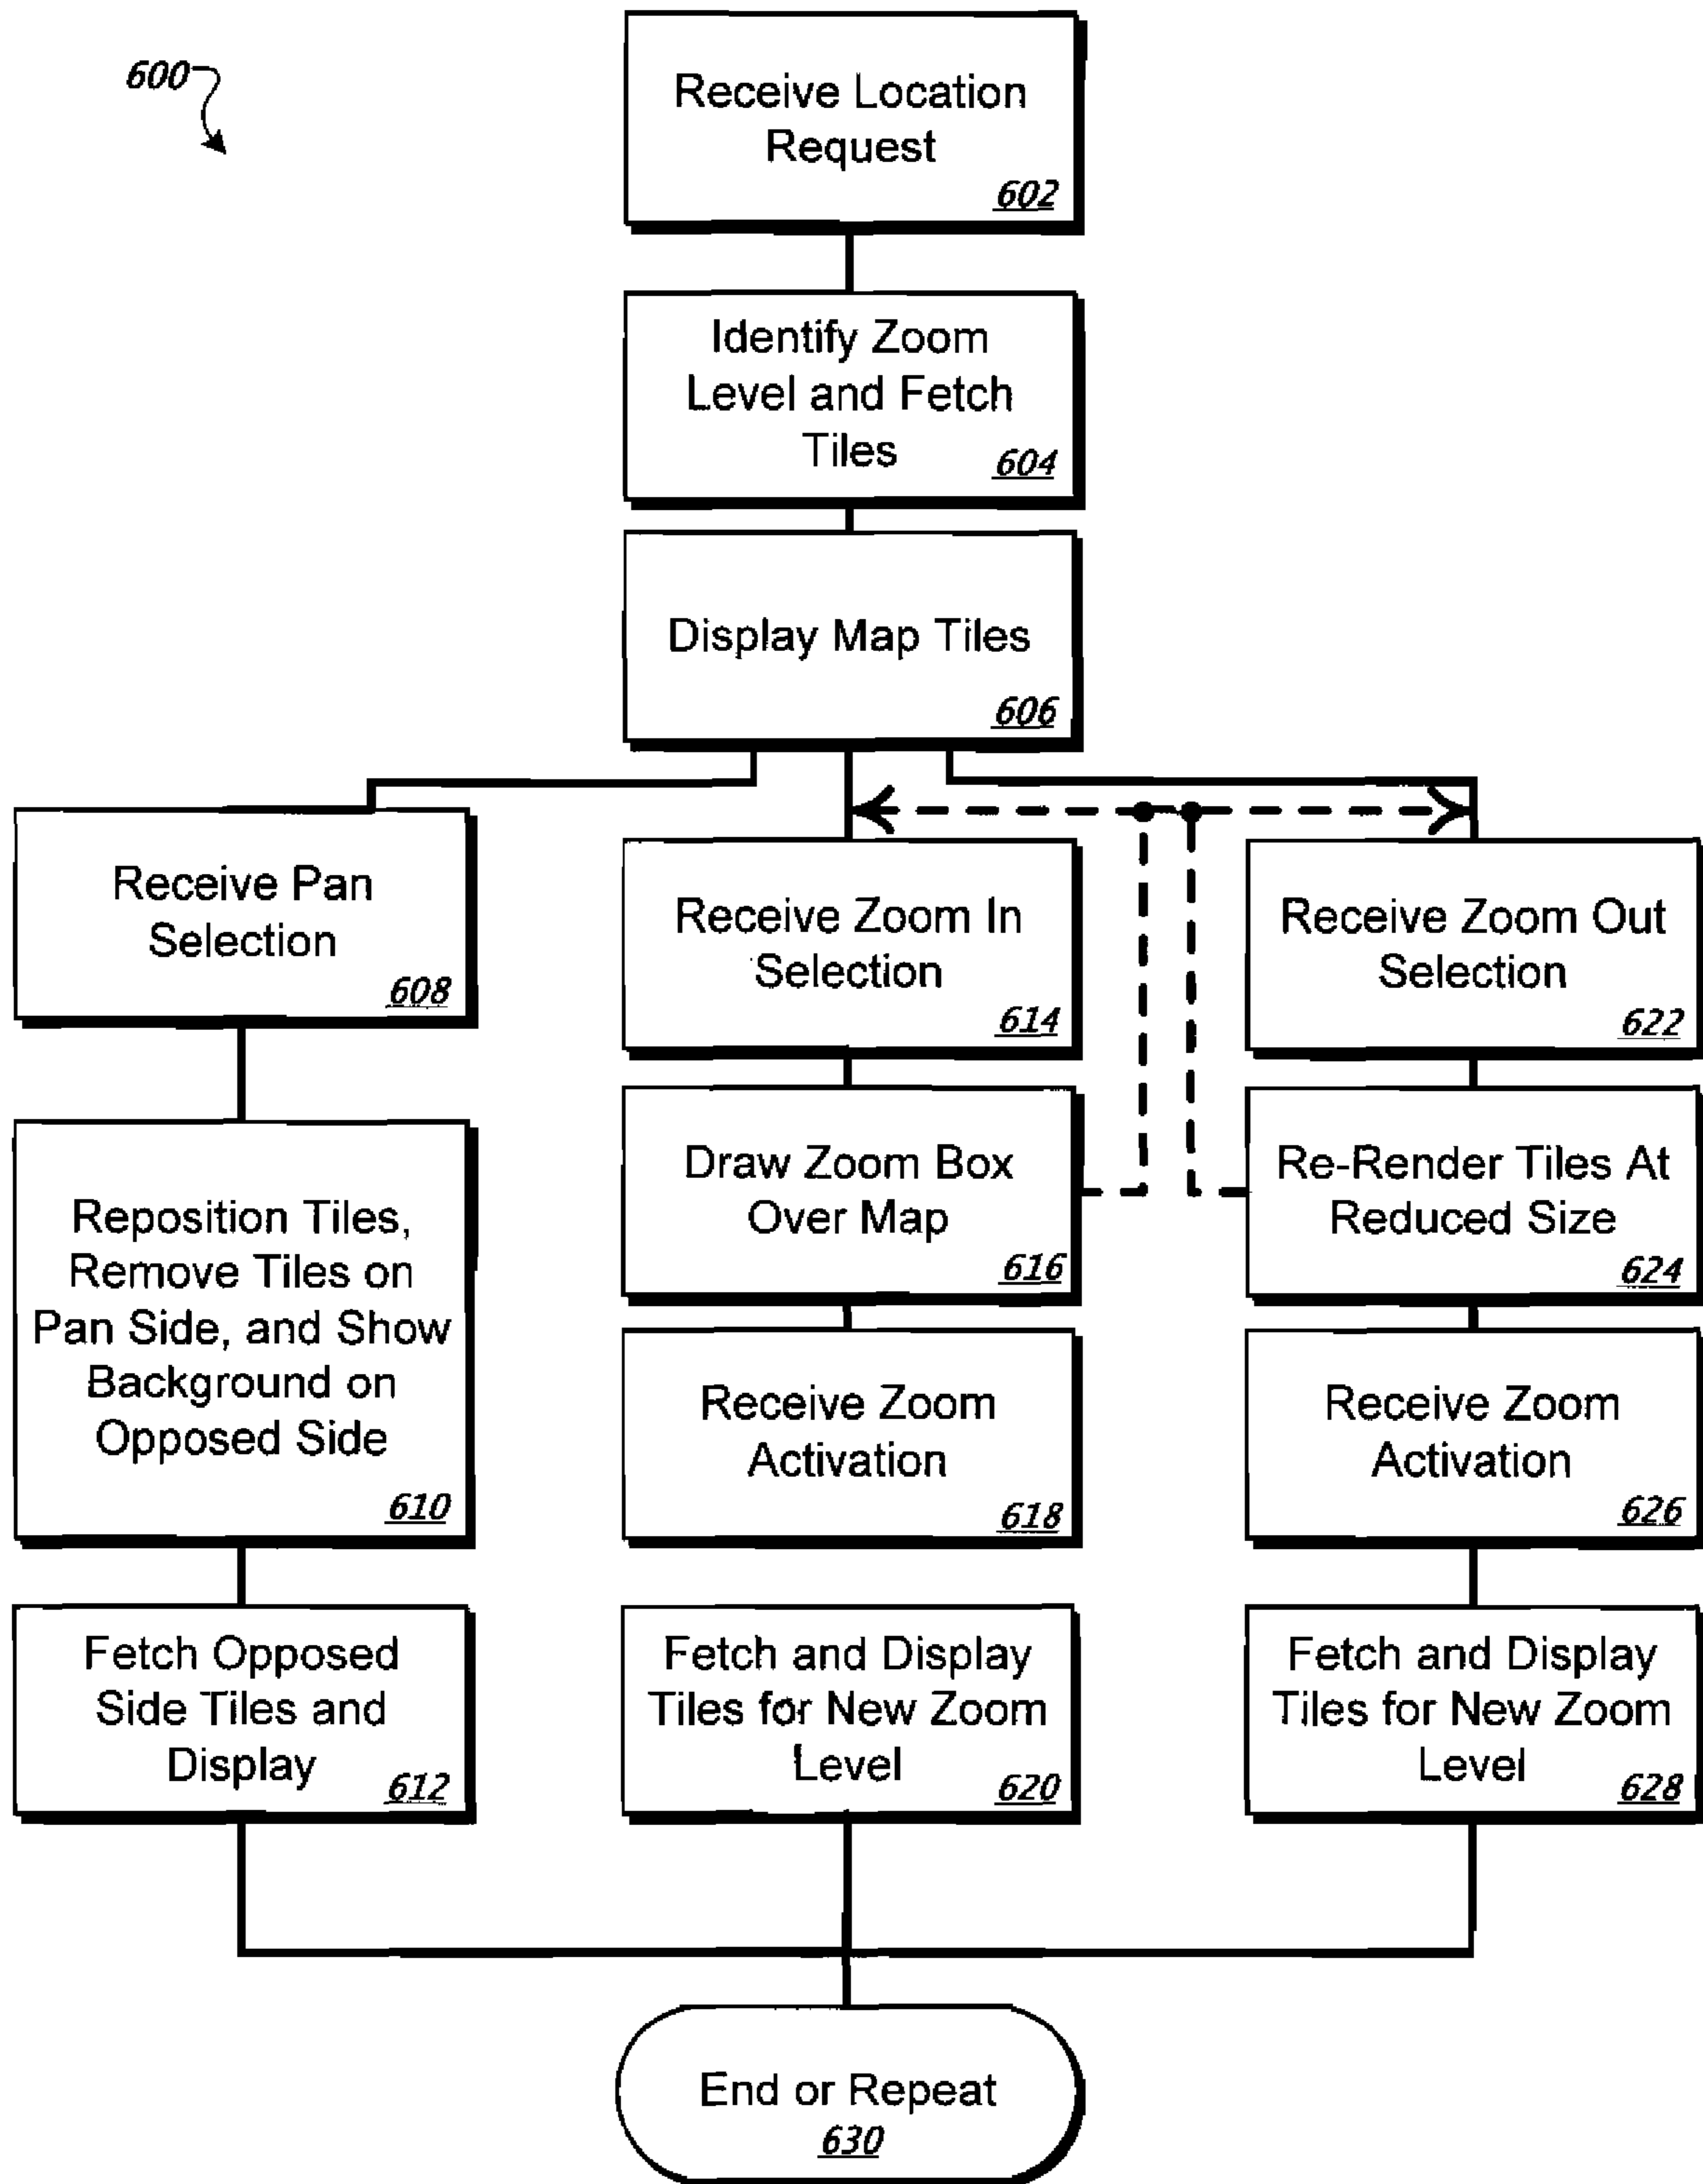 600
Receive Location
Request
602
Identify Zoom
Level and Fetch
Tiles
604
Display Map Tiles
606
Receive Pan
Selection
608
Reposition Tiles,
Remove Tiles on
Pan Side, and Show
Background on
Opposed Side
610
Fetch Opposed
Side Tiles and
Display
612
Receive Zoom In
Selection
614
Draw Zoom Box
Over Map
616
Receive Zoom
Activation
618
Fetch and Display
Tiles for New Zoom
Level
620
Receive Zoom Out
Selection
622
Re-Render Tiles At
Reduced Size
624
Receive Zoom
Activation
626
Fetch and Display
Tiles for New Zoom
Level
628
End or Repeat
630